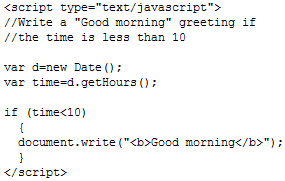 <script type="text/javascript">
//Write a "Good morning" greeting if
//the time is less than 10
var d=new Date();
var time=d.getHours();
if (time<10)
{
document.write("<b>Good morning</b>");
}
</script>